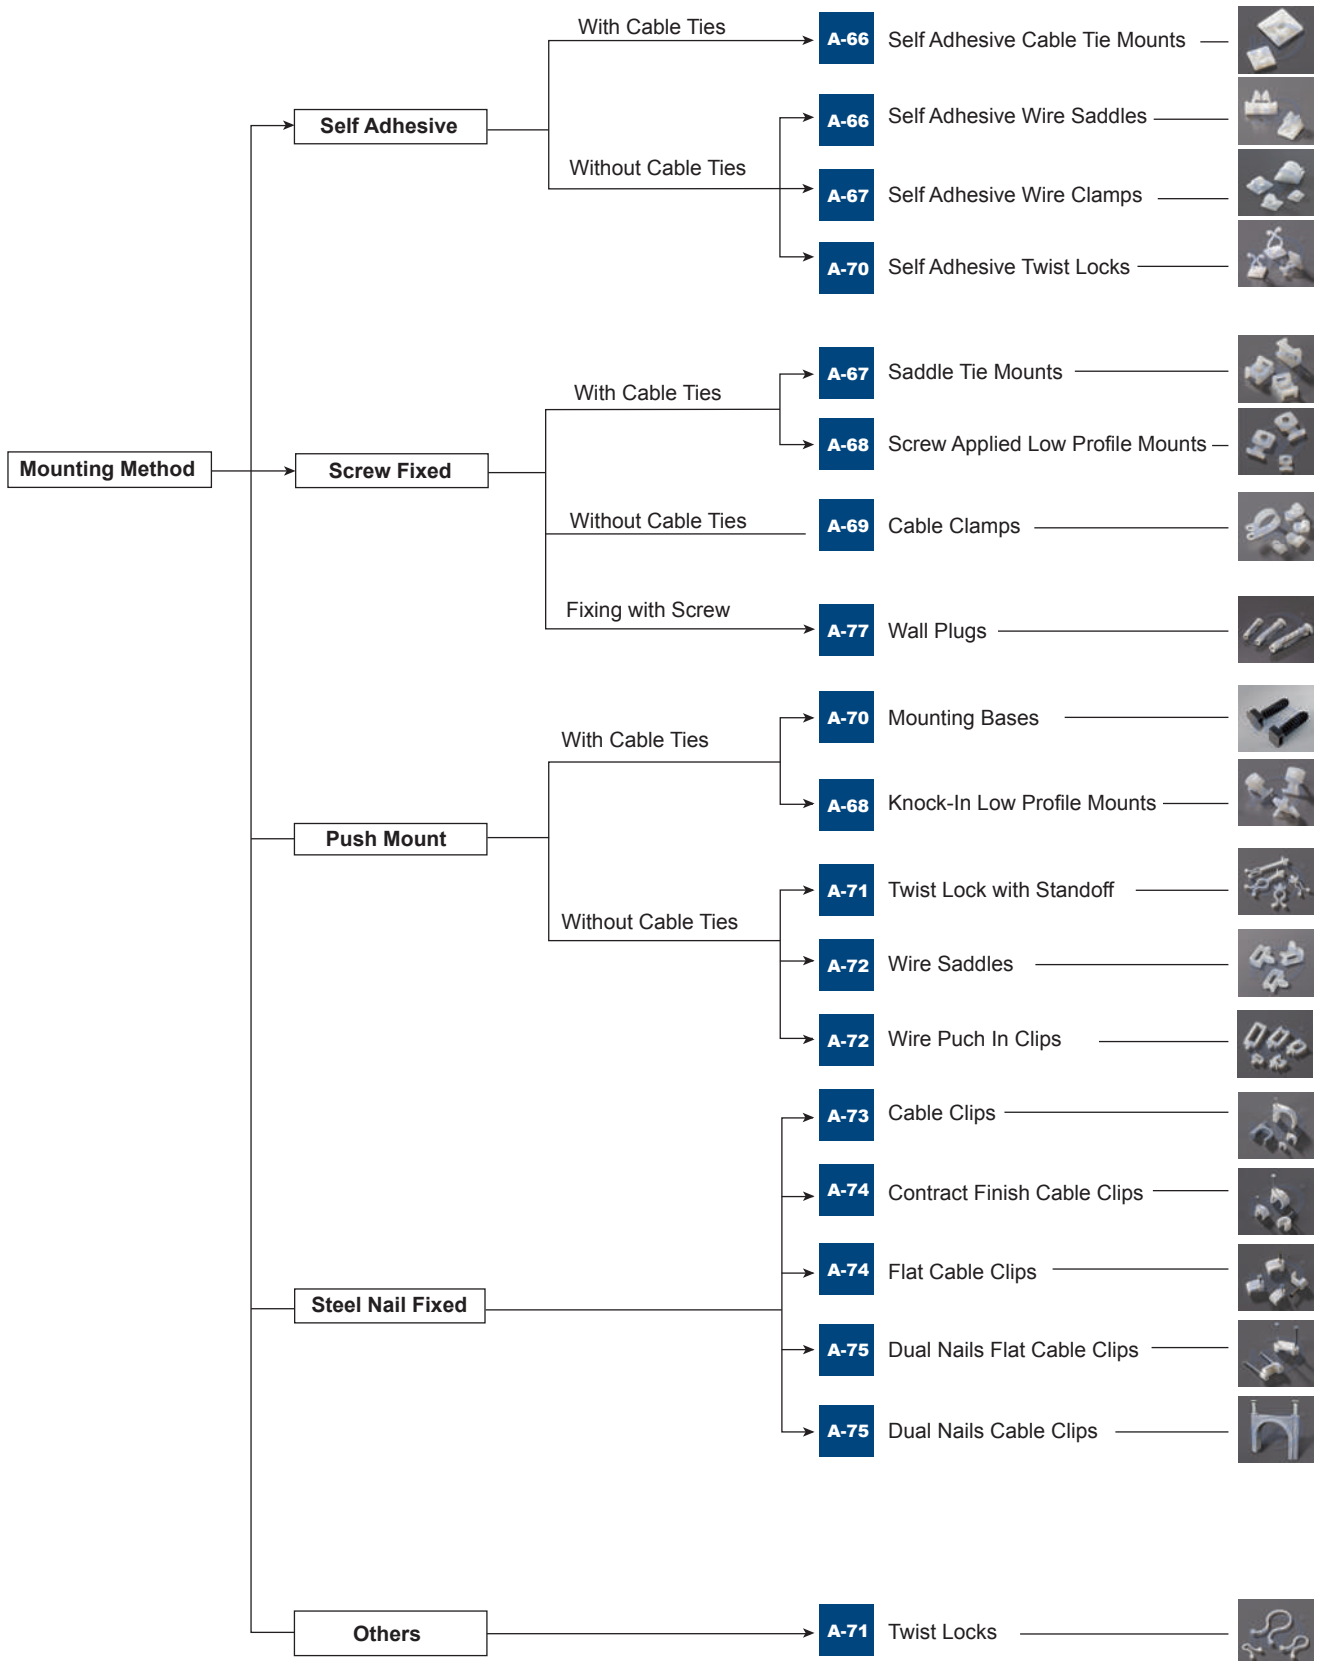 With Cable Ties
A-66 Self Adhesive Cable Tie Mounts
Self Adhesive
A-66 Self Adhesive Wire Saddles
Without Cable Ties
A-67 Self Adhesive Wire Clamps
A-70 Self Adhesive Twist Locks
A-67 Saddle Tie Mounts
With Cable Ties
A-68 Screw Applied Low Profile Mounts
Mounting Method
Screw Fixed
Without Cable Ties
A-69 Cable Clamps
Fixing with Screw
A-77 Wall Plugs
A-70 Mounting Bases
With Cable Ties
A-68 Knock-In Low Profile Mounts
Push Mount
A-71 Twist Lock with Standoff
Without Cable Ties
A-72 Wire Saddles
A-72 Wire Puch In Clips
A-73 Cable Clips
A-74 Contract Finish Cable Clips
A-74 Flat Cable Clips
Steel Nail Fixed
A-75 Dual Nails Flat Cable Clips
A-75 Dual Nails Cable Clips
Others
A-71 Twist Locks